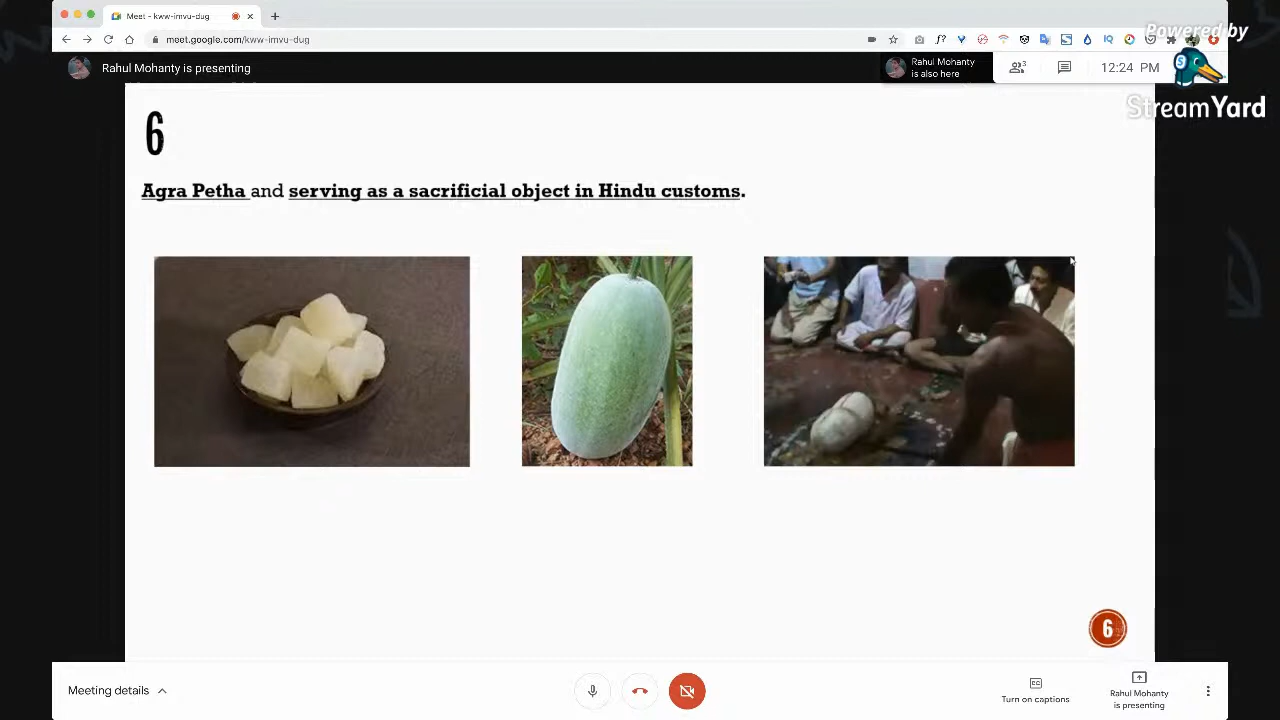 Meet - kww-imvu-dug
meet.google.com/kww-imvu-dug
Powered by
StreamYard
Rahul Mohanty is presenting
Rahul Mohanty
is also here
3
12:24 PM
6
Agra Petha and serving as a sacrificial object in Hindu customs.
6
Meeting details
Turn on captions
Rahul Mohanty
is presenting